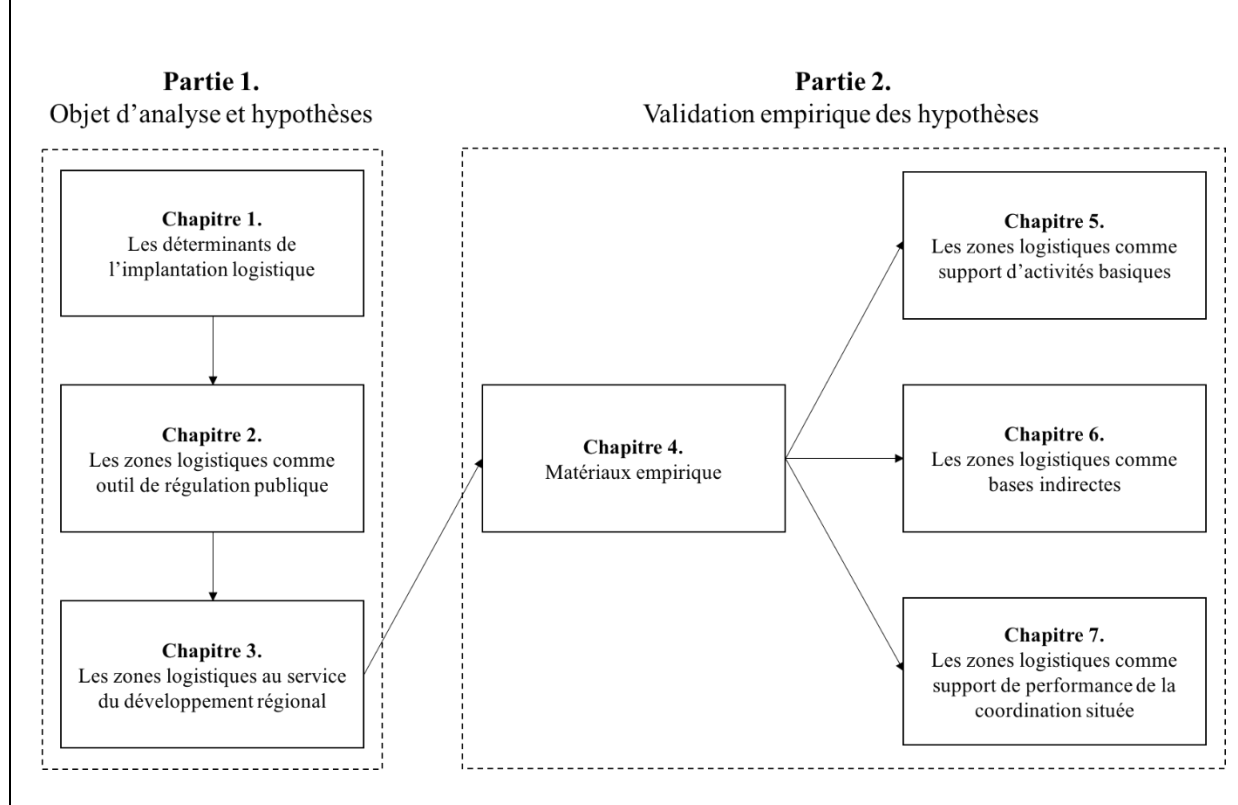 Partie 1.
Objet d’analyse et hypothèses
Chapitre 1.
Les déterminants de
l’implantation logistique
Chapitre 2.
Les zones logistiques comme
outil de régulation publique
Chapitre 3.
Les zones logistiques au service
du développement régional
Partie 2.
Validation empirique des hypothèses
Chapitre 4.
Matériaux empirique
Chapitre 5.
Les zones logistiques comme
support d’activités basiques
Chapitre 6.
Les zones logistiques comme
bases indirectes
Chapitre 7.
Les zones logistiques comme
support de performance de la
coordination située